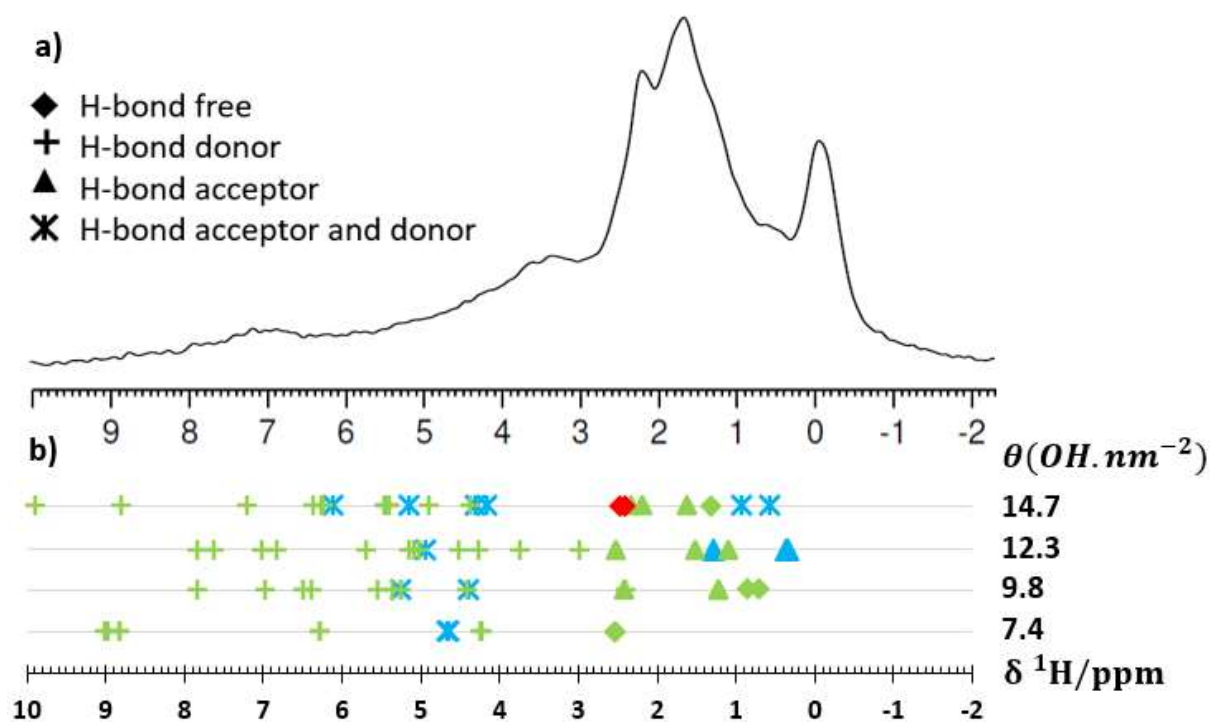 a)
H-bond free
H-bond donor
H-bond acceptor
H-bond acceptor and donor
9 8 7 6 5 4 3 2 1 0 -1 -2
b)
θ(OH.nm⁻²)
14.7
12.3
9.8
7.4
δ ¹H/ppm
10 9 8 7 6 5 4 3 2 1 0 -1 -2